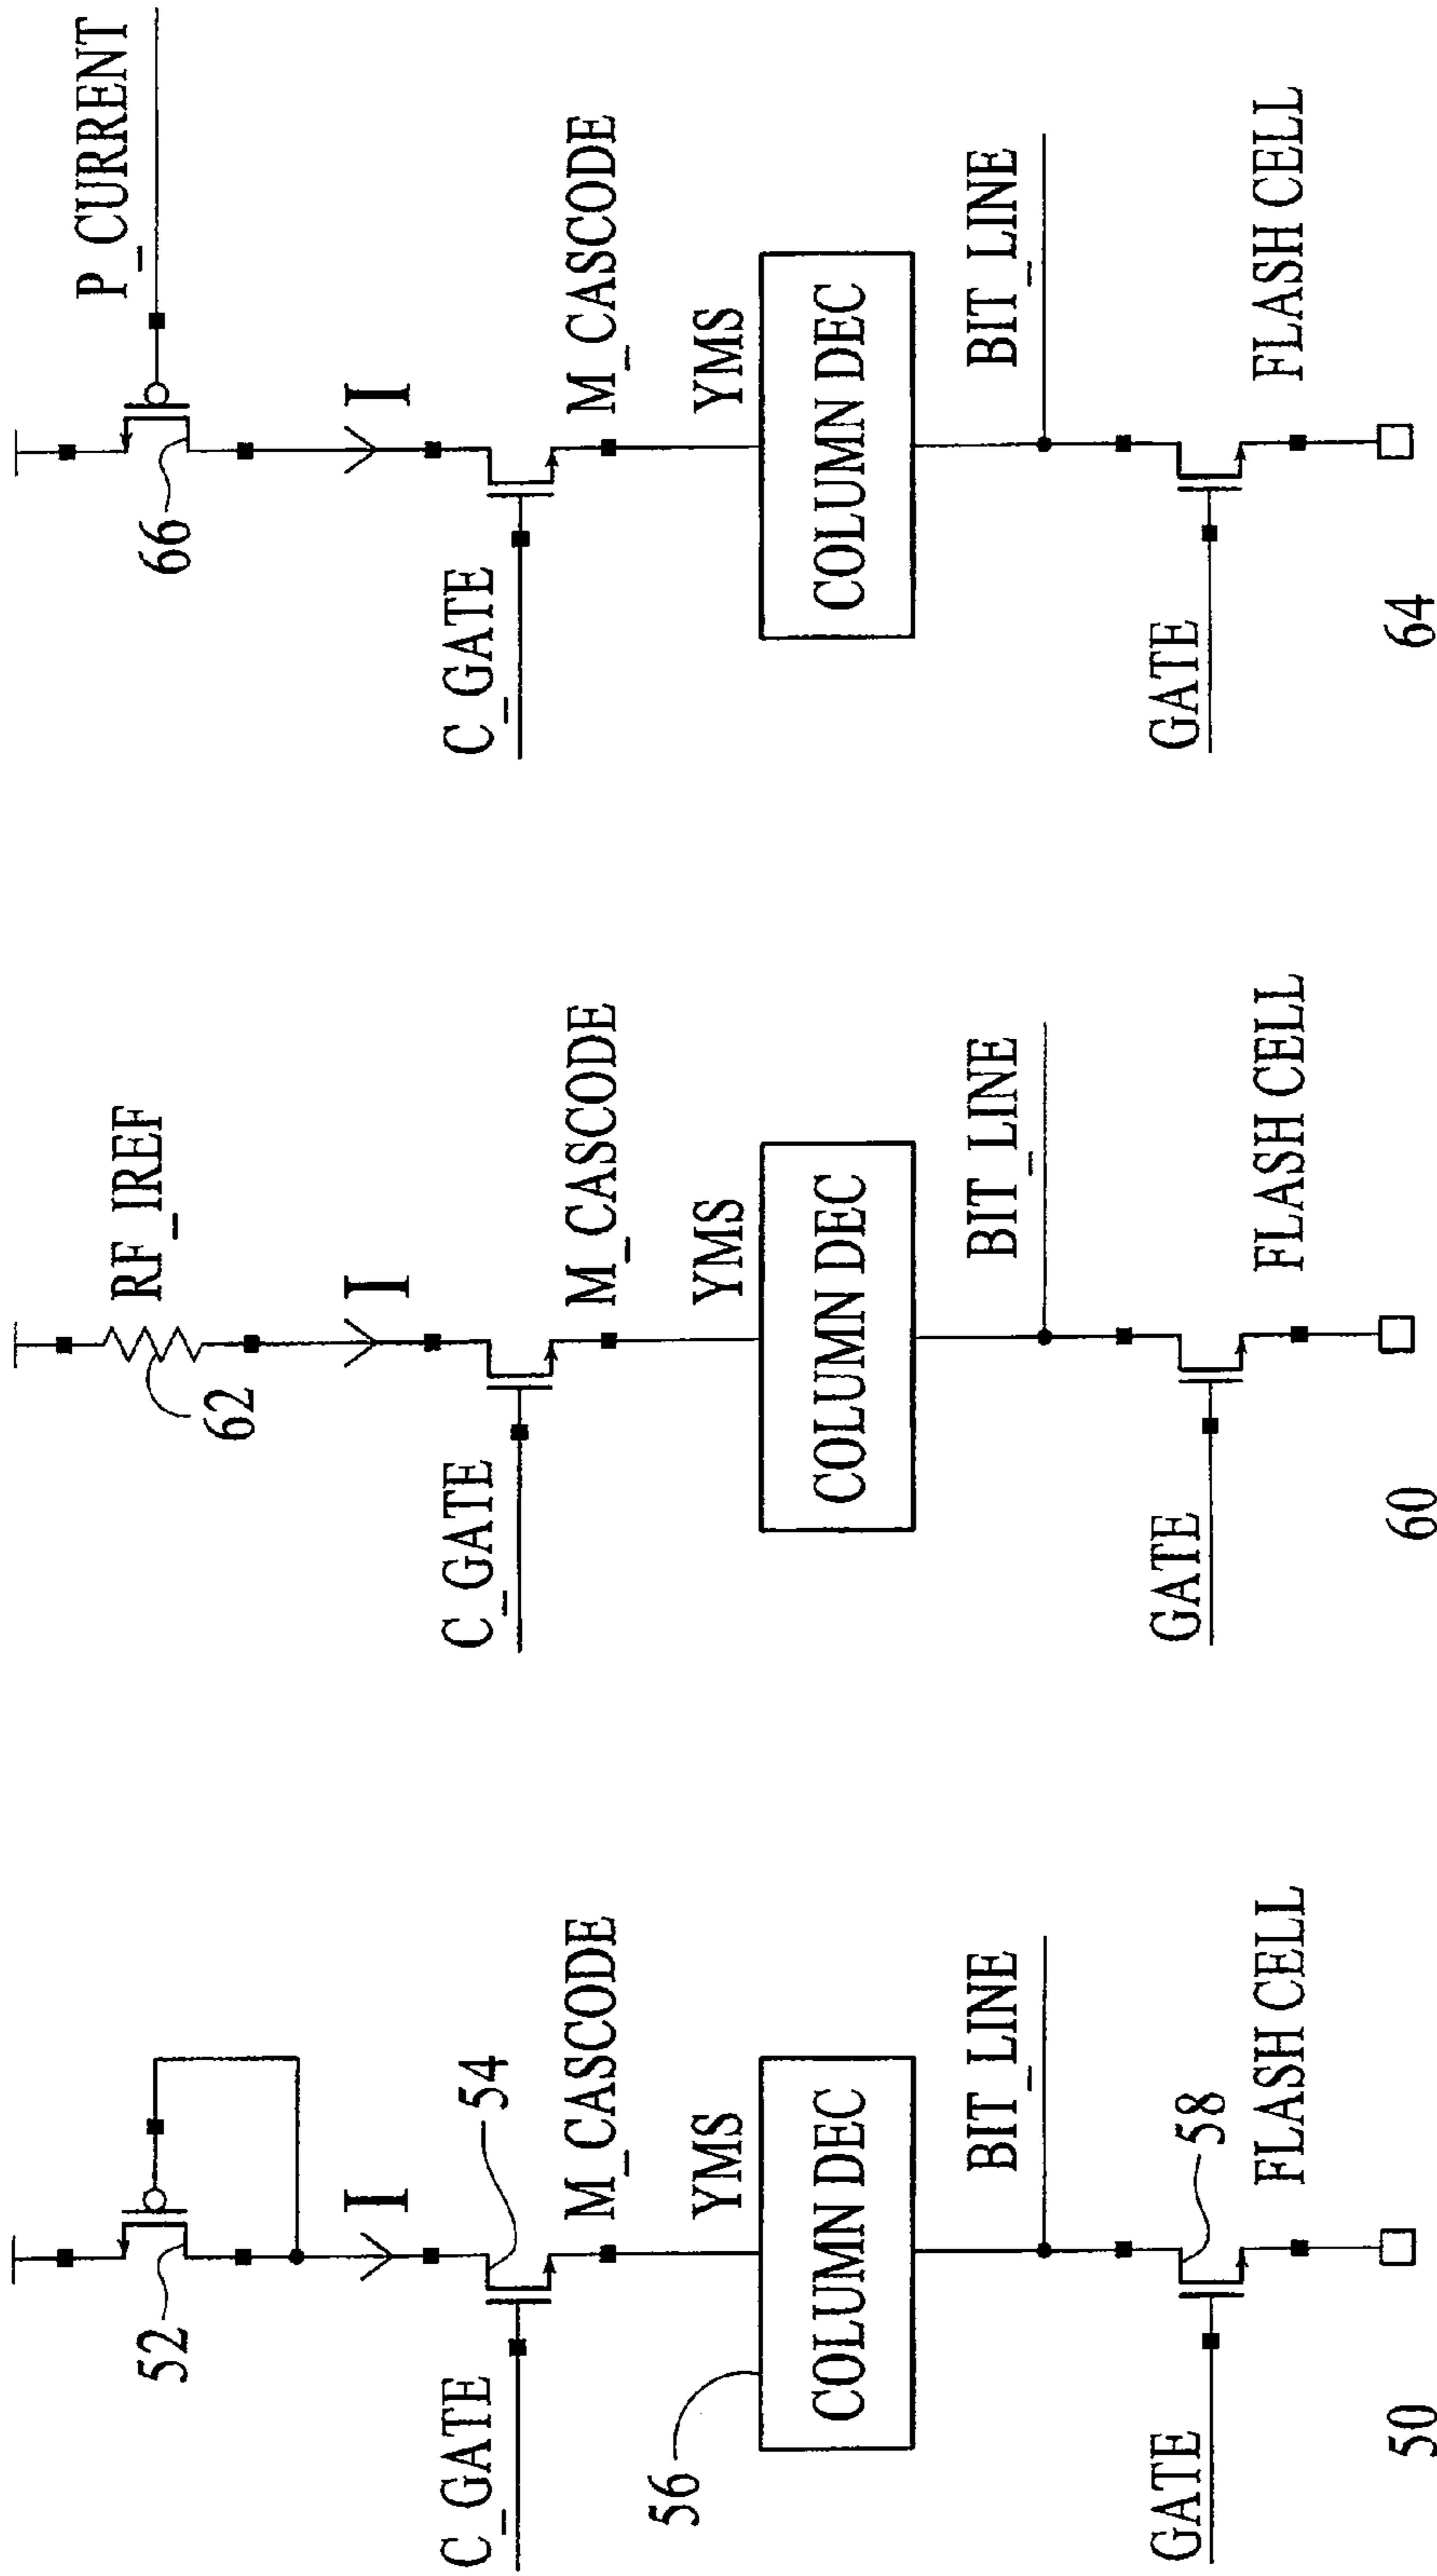 52
I
C_GATE
54
M_CASCODE
YMS
56
COLUMN DEC
BIT_LINE
58
GATE
FLASH CELL
50
RF_IREF
62
I
C_GATE
M_CASCODE
YMS
COLUMN DEC
BIT_LINE
GATE
FLASH CELL
60
P_CURRENT
66
I
C_GATE
M_CASCODE
YMS
COLUMN DEC
BIT_LINE
GATE
FLASH CELL
64